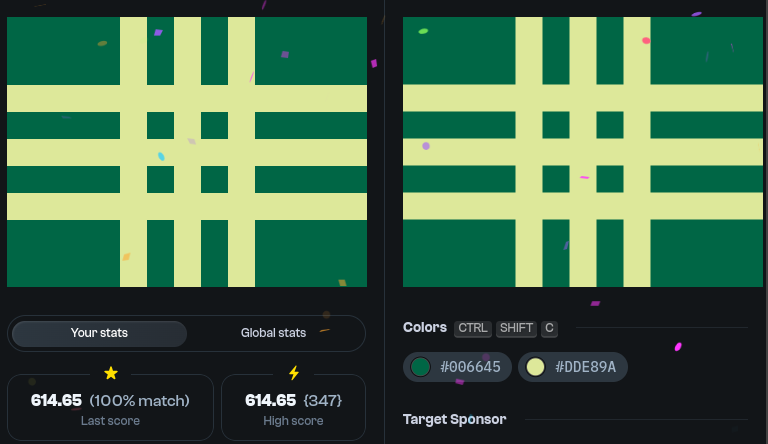 Your stats
Global stats
614.65 (100% match)
Last score
614.65 {347}
High score
Colors CTRL SHIFT C
#006645
#DDE89A
Target Sponsor